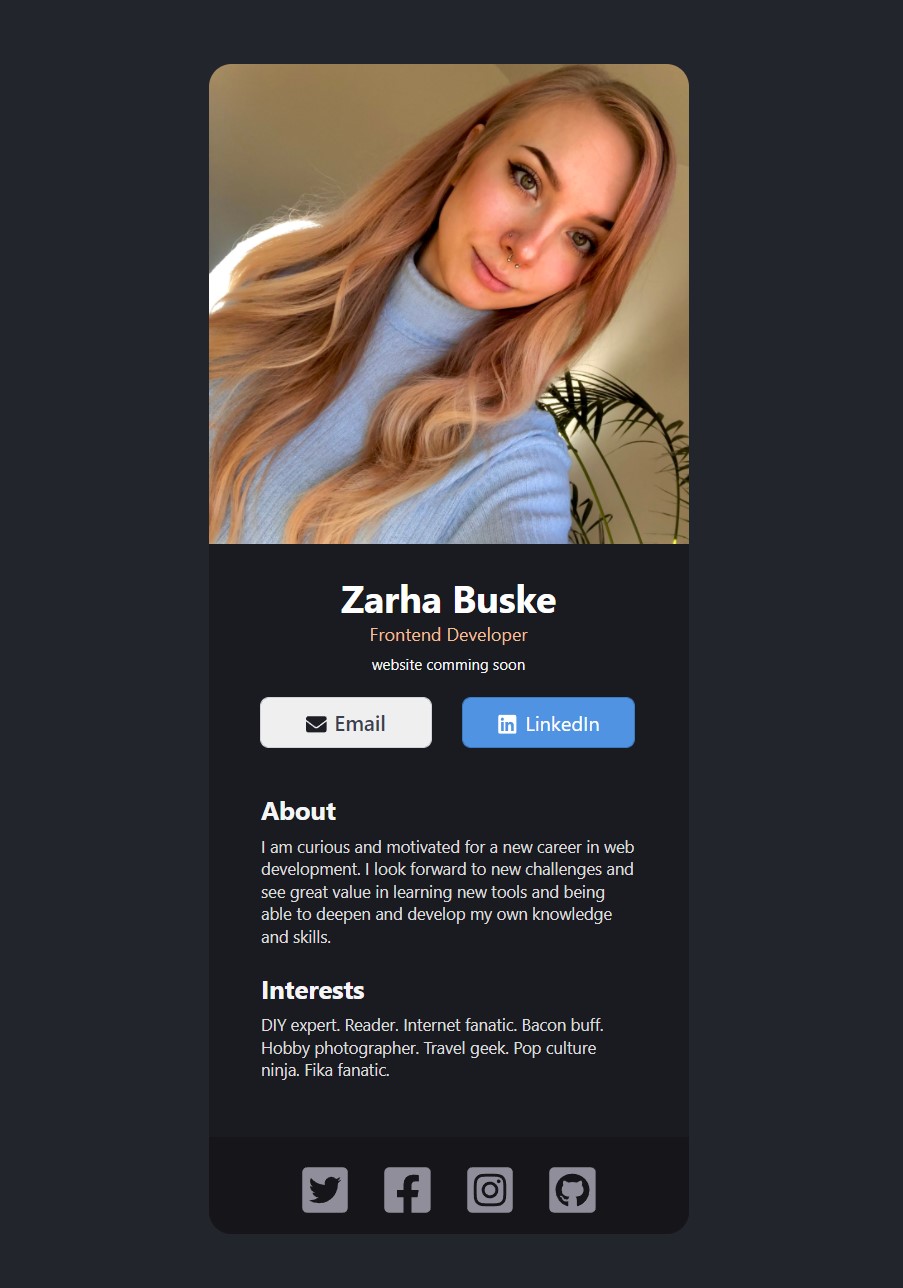 Zarha Buske
Frontend Developer
website comming soon
Email
LinkedIn
About
I am curious and motivated for a new career in web
development. I look forward to new challenges and
see great value in learning new tools and being
able to deepen and develop my own knowledge
and skills.
Interests
DIY expert. Reader. Internet fanatic. Bacon buff.
Hobby photographer. Travel geek. Pop culture
ninja. Fika fanatic.